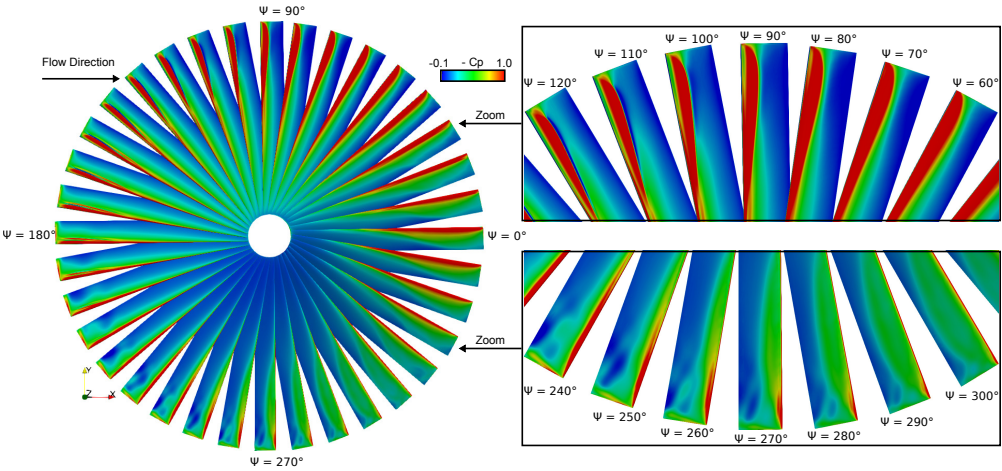 Ψ = 90°
Flow Direction
-0.1 - Cp 1.0
Zoom
Ψ = 180°
Ψ = 0°
Zoom
Y
Z X
Ψ = 270°
Ψ = 120°
Ψ = 110°
Ψ = 100°
Ψ = 90°
Ψ = 80°
Ψ = 70°
Ψ = 60°
Ψ = 240°
Ψ = 250°
Ψ = 260°
Ψ = 270°
Ψ = 280°
Ψ = 290°
Ψ = 300°